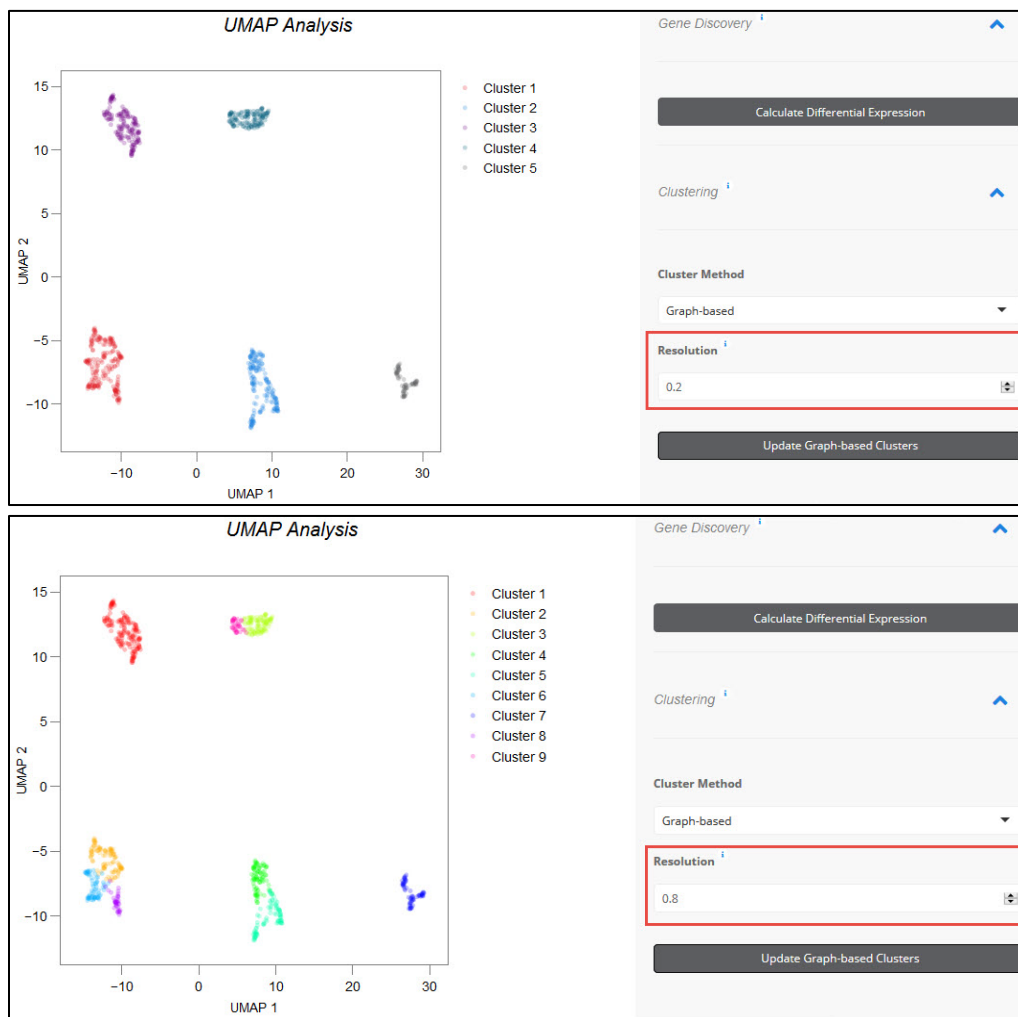 UMAP Analysis
Gene Discovery i
15
10
5
0
−5
−10
UMAP 2
−10 0 10 20 30
UMAP 1
Cluster 1
Cluster 2
Cluster 3
Cluster 4
Cluster 5
Calculate Differential Expression
Clustering i
Cluster Method
Graph-based
Resolution i
0.2
Update Graph-based Clusters
UMAP Analysis
Gene Discovery i
15
10
5
0
−5
−10
UMAP 2
−10 0 10 20 30
UMAP 1
Cluster 1
Cluster 2
Cluster 3
Cluster 4
Cluster 5
Cluster 6
Cluster 7
Cluster 8
Cluster 9
Calculate Differential Expression
Clustering i
Cluster Method
Graph-based
Resolution i
0.8
Update Graph-based Clusters